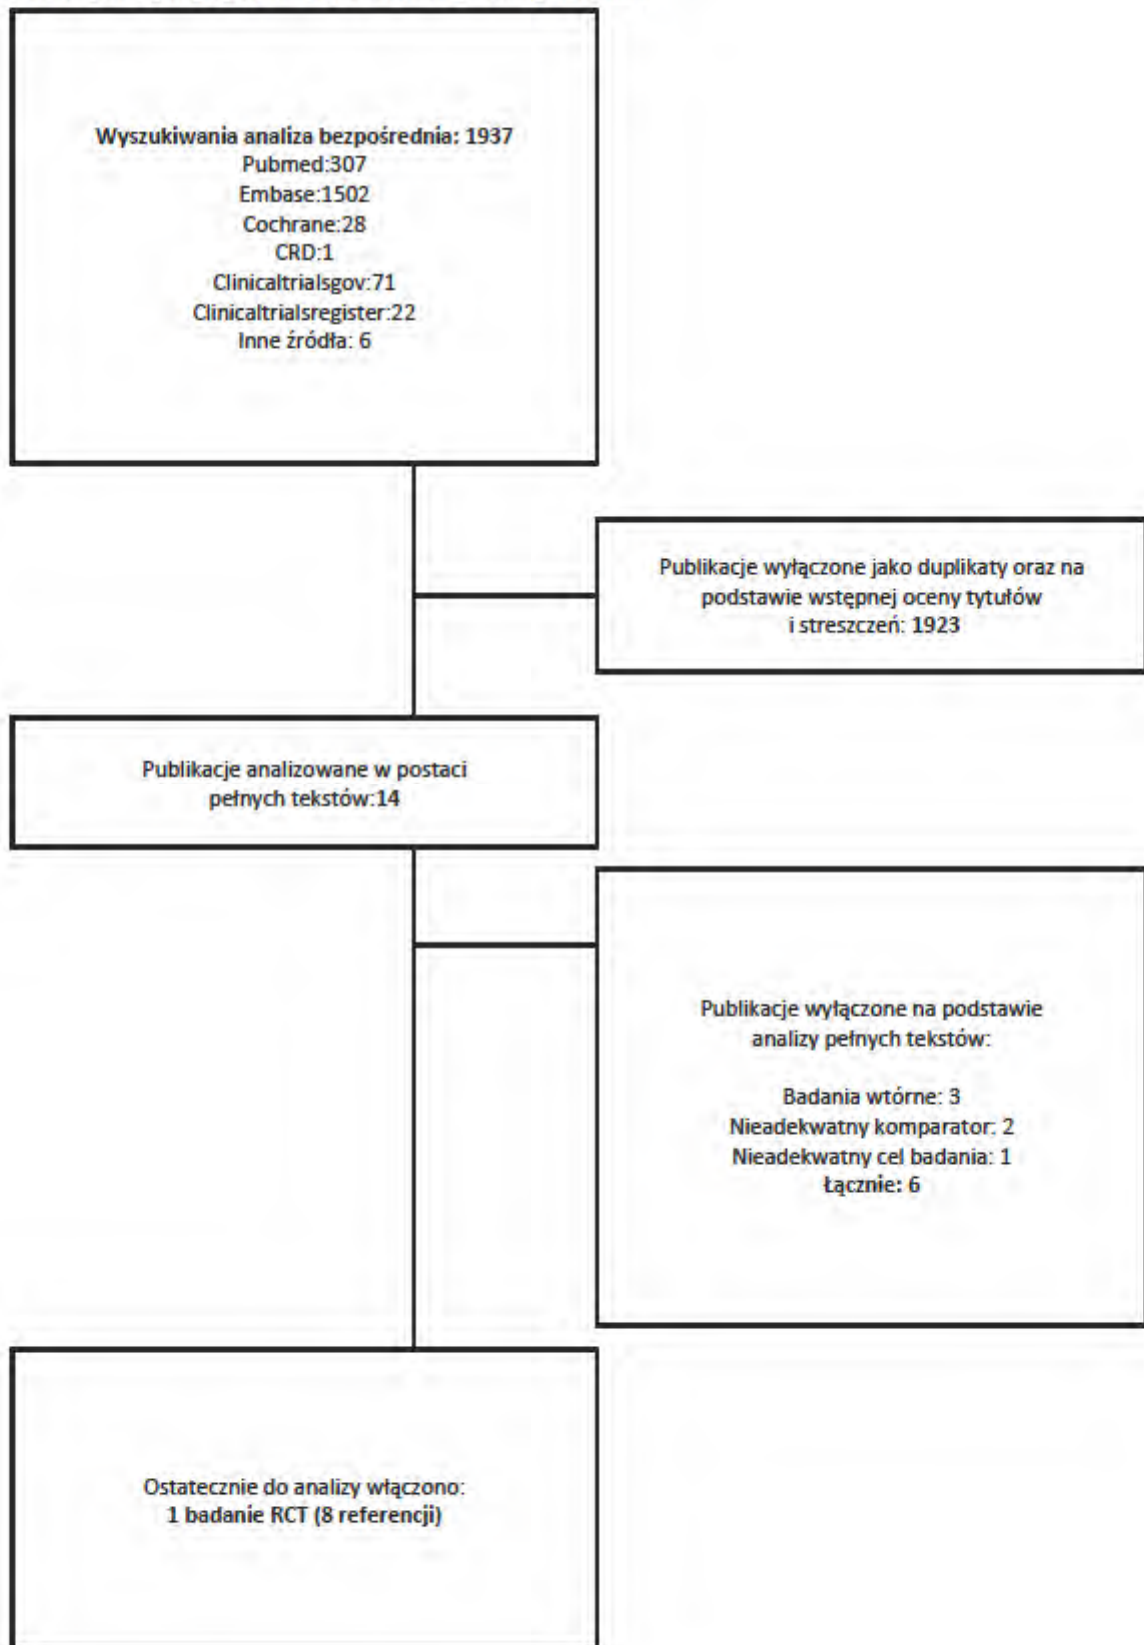 Wyszukiwania analiza bezpośrednia: 1937
Pubmed:307
Embase:1502
Cochrane:28
CRD:1
Clinicaltrialsgov:71
Clinicaltrialsregister:22
Inne źródła: 6
Publikacje wyłączone jako duplikaty oraz na
podstawie wstępnej oceny tytułów
i streszczeń: 1923
Publikacje analizowane w postaci
pełnych tekstów:14
Publikacje wyłączone na podstawie
analizy pełnych tekstów:
Badania wtórne: 3
Nieadekwatny komparator: 2
Nieadekwatny cel badania: 1
Łącznie: 6
Ostatecznie do analizy włączono:
1 badanie RCT (8 referencji)